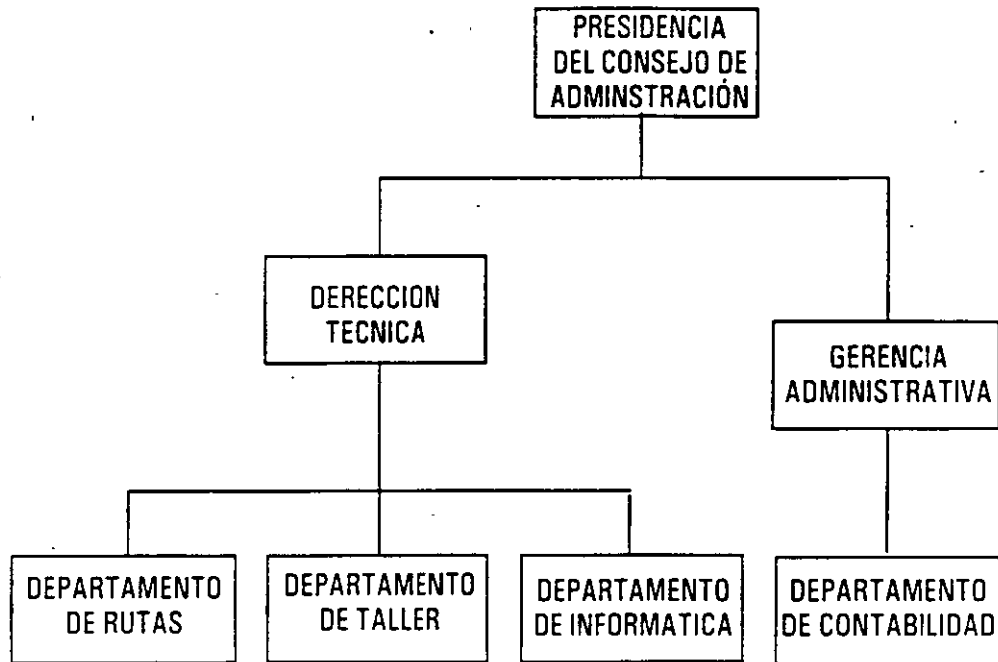 PRESIDENCIA
DEL CONSEJO DE
ADMINSTRACIÓN
DERECCION
TECNICA
GERENCIA
ADMINISTRATIVA
DEPARTAMENTO
DE RUTAS
DEPARTAMENTO
DE TALLER
DEPARTAMENTO
DE INFORMATICA
DEPARTAMENTO
DE CONTABILIDAD